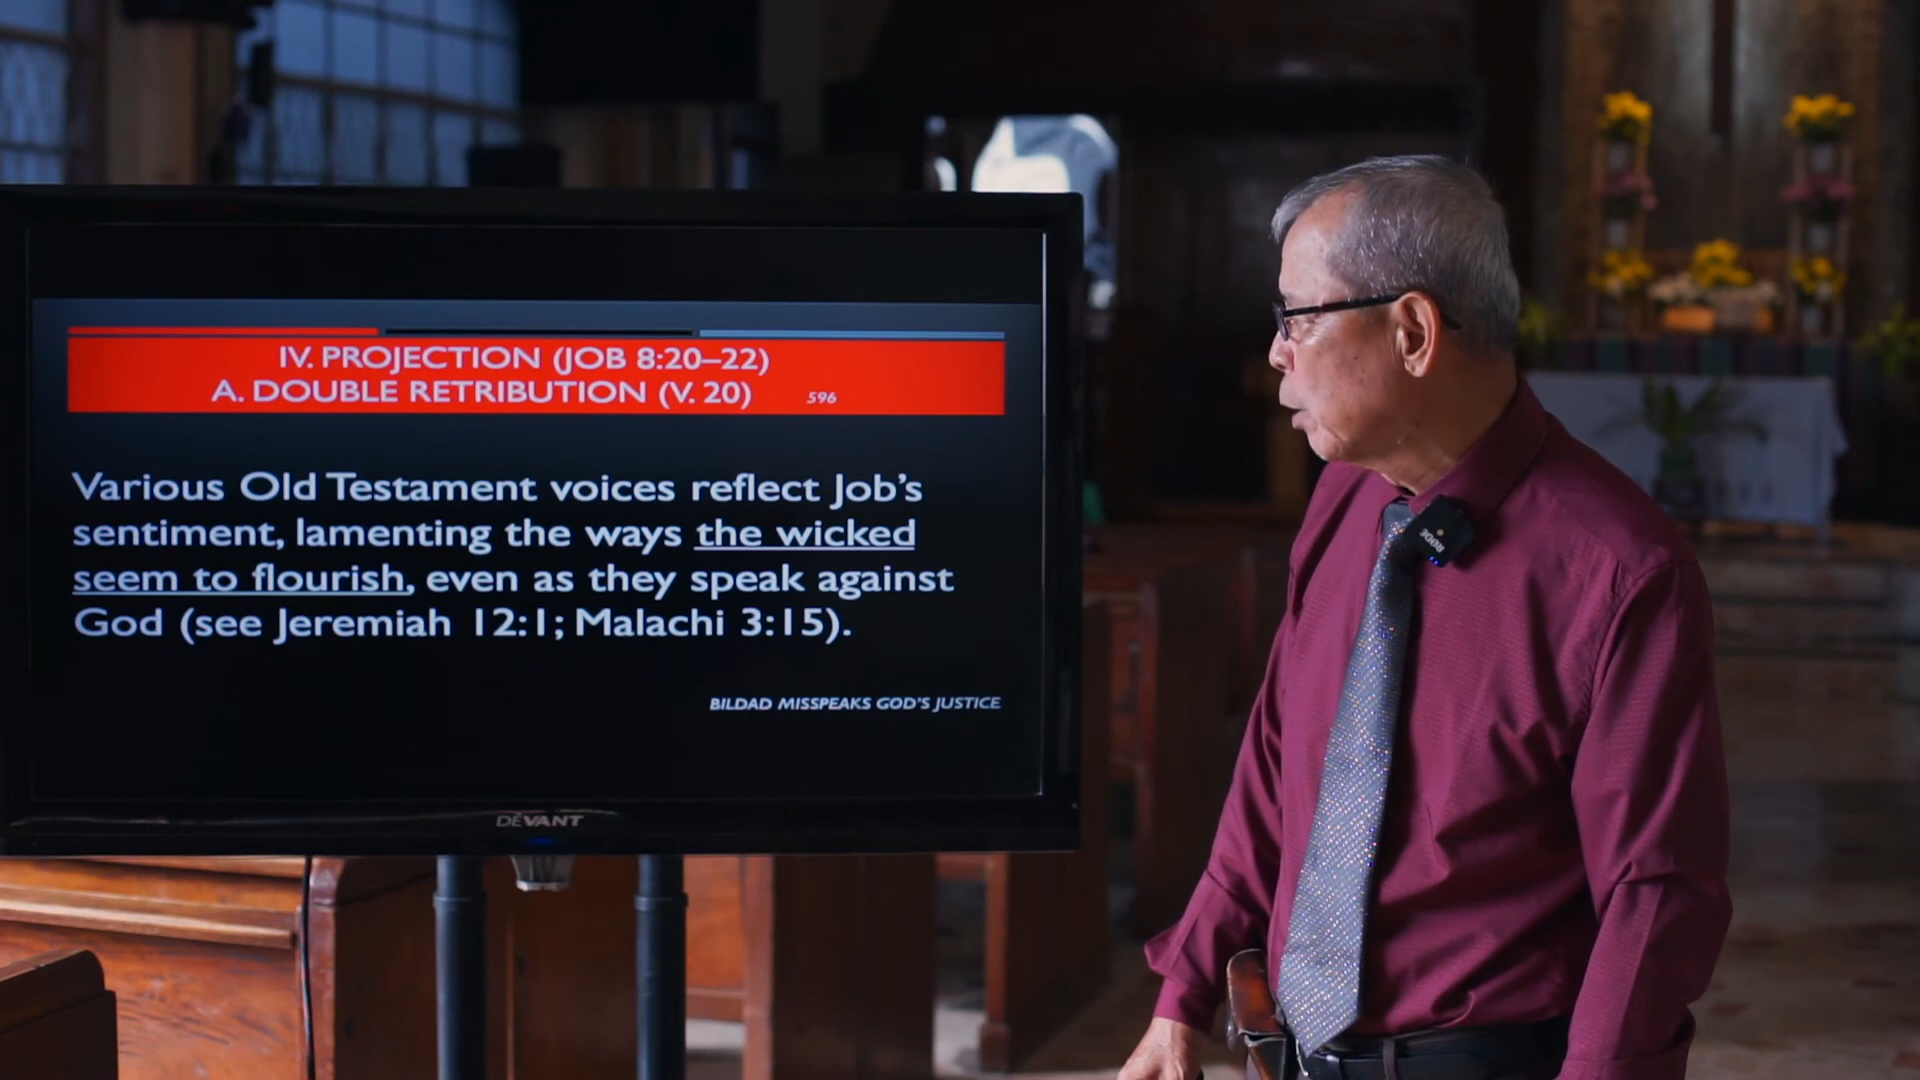 IV. PROJECTION (JOB 8:20–22)
A. DOUBLE RETRIBUTION (V. 20) 596
Various Old Testament voices reflect Job's
sentiment, lamenting the ways the wicked
seem to flourish, even as they speak against
God (see Jeremiah 12:1; Malachi 3:15).
BILDAD MISSPEAKS GOD'S JUSTICE
DEVANT
RØDE